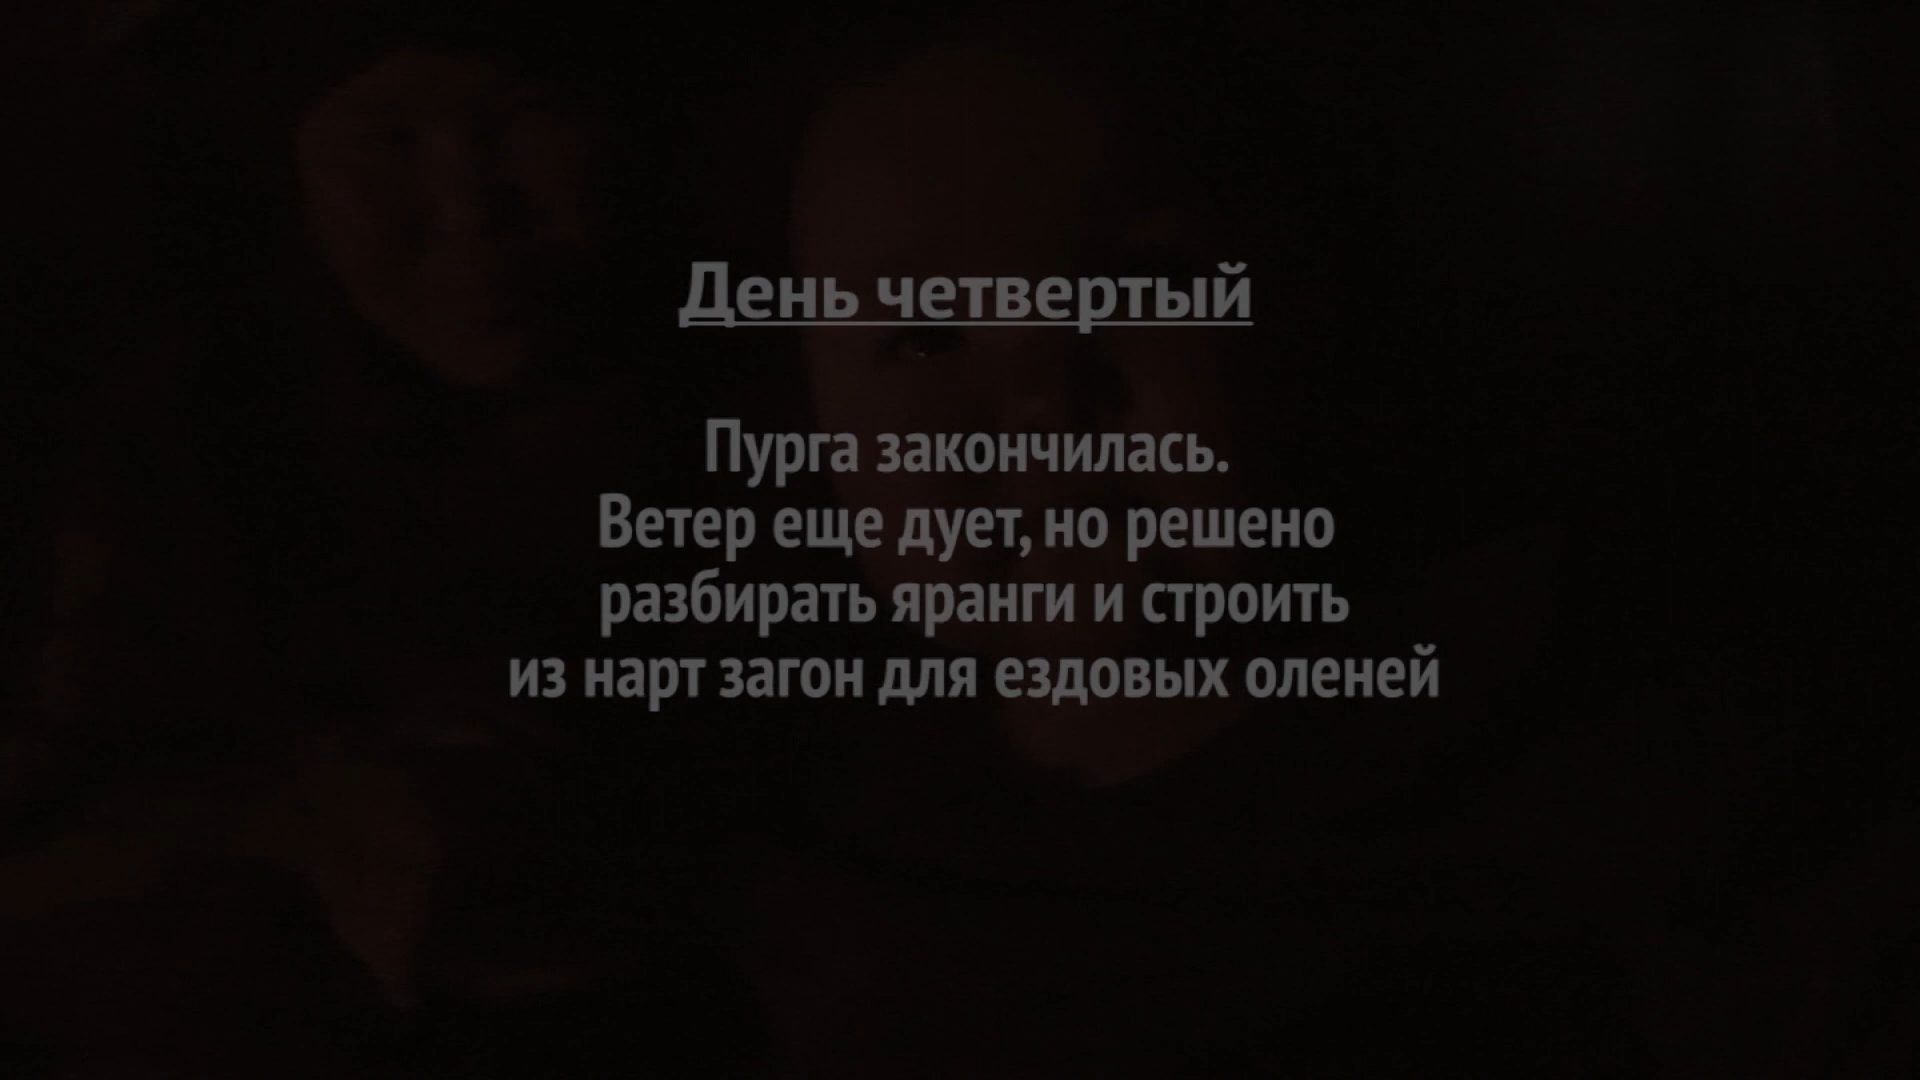 День четвертый
Пурга закончилась.
Ветер еще дует, но решено
разбирать яранги и строить
из нарт загон для ездовых оленей